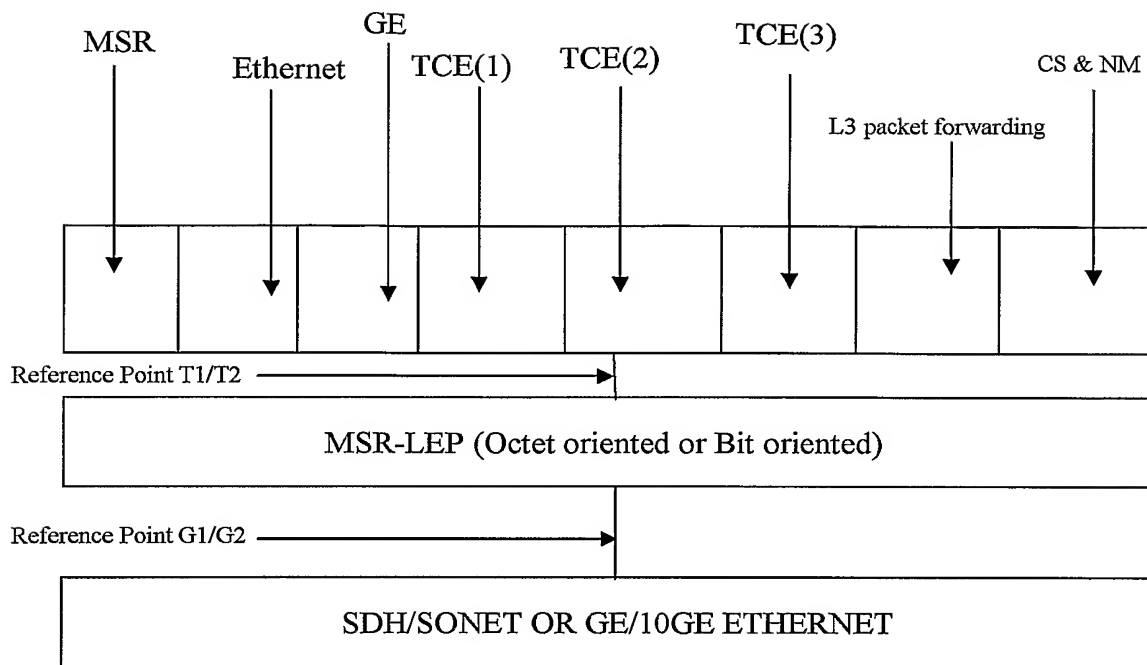 MSR
Ethernet
GE
TCE(1)
TCE(2)
TCE(3)
L3 packet forwarding
CS & NM
Reference Point T1/T2
MSR-LEP (Octet oriented or Bit oriented)
Reference Point G1/G2
SDH/SONET OR GE/10GE ETHERNET